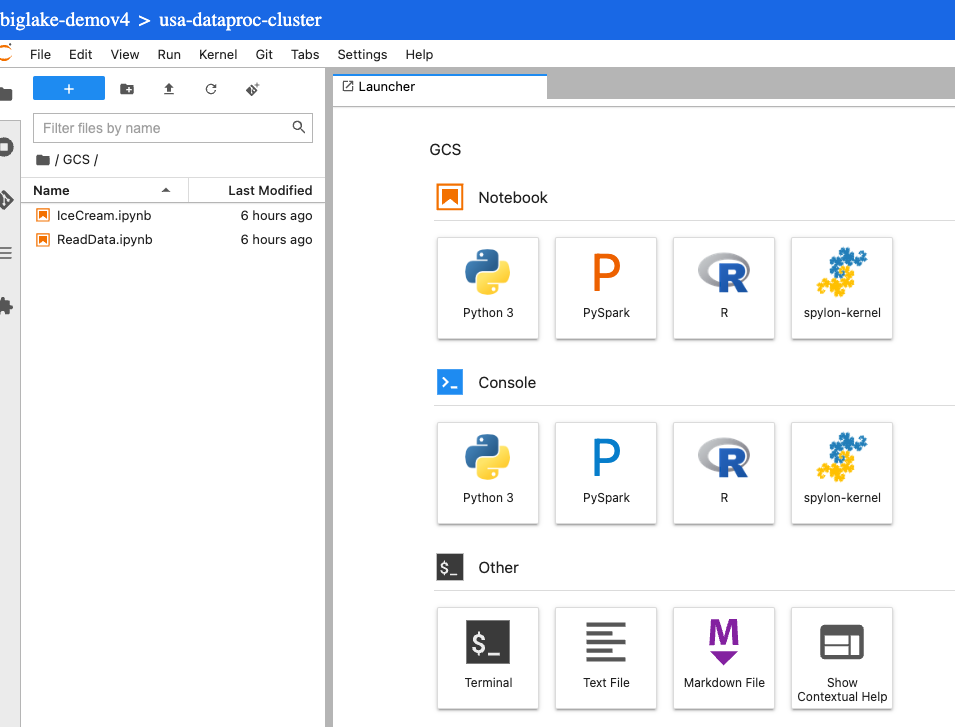 biglake-demov4 > usa-dataproc-cluster
File Edit View Run Kernel Git Tabs Settings Help
+
Filter files by name
/ GCS /
Name Last Modified
IceCream.ipynb 6 hours ago
ReadData.ipynb 6 hours ago
Launcher
GCS
Notebook
P
R
Python 3 PySpark R spylon-kernel
>_ Console
P
R
Python 3 PySpark R spylon-kernel
$_ Other
$_
M
Terminal Text File Markdown File Show
Contextual Help